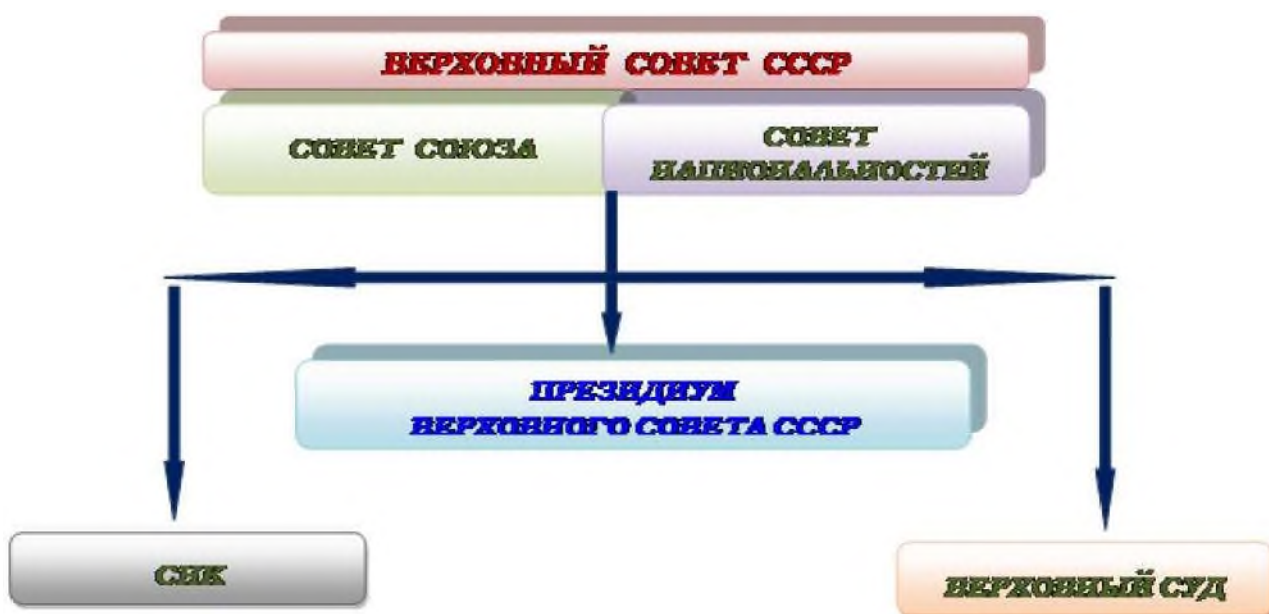 ВЕРХОВНЫЙ СОВЕТ СССР
СОВЕТ СОЮЗА
СОВЕТ
НАЦИОНАЛЬНОСТЕЙ
ПРЕЗИДИУМ
ВЕРХОВНОГО СОВЕТА СССР
СНК
ВЕРХОВНЫЙ СУД